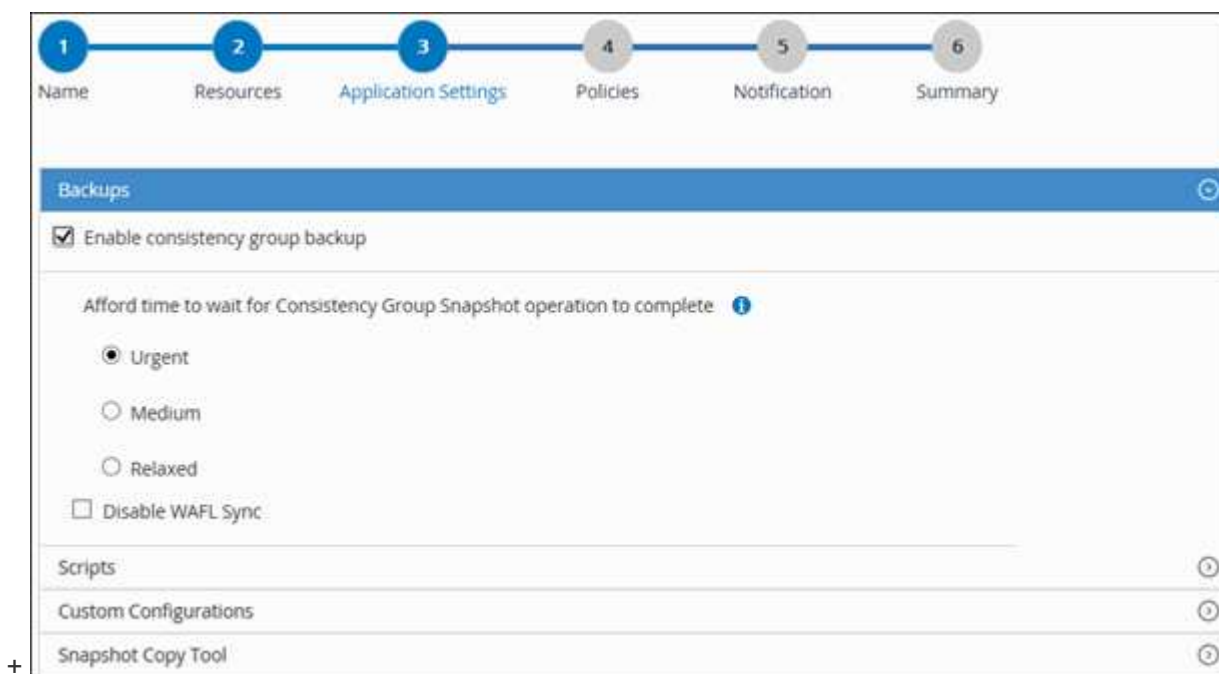 1 2 3 4 5 6
Name Resources Application Settings Policies Notification Summary
Backups
Enable consistency group backup
Afford time to wait for Consistency Group Snapshot operation to complete
Urgent
Medium
Relaxed
Disable WAFL Sync
Scripts
Custom Configurations
Snapshot Copy Tool
+